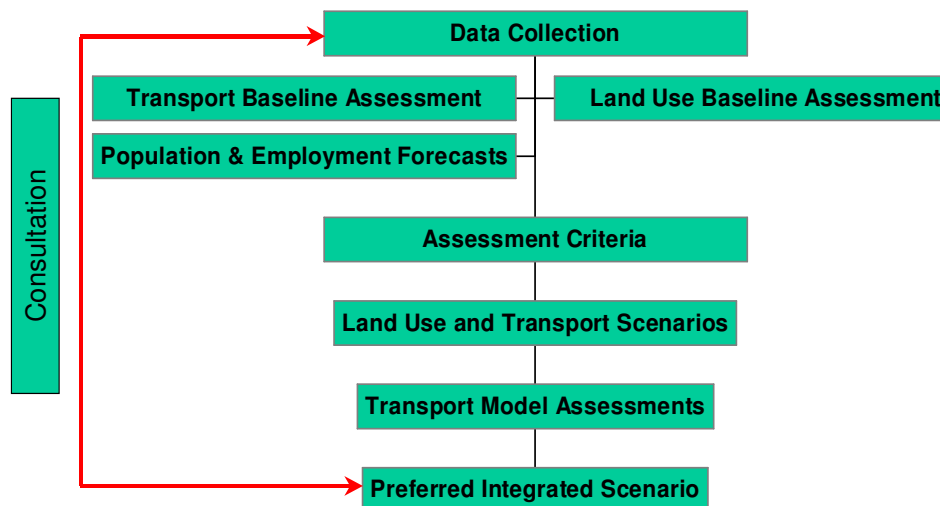 Data Collection
Transport Baseline Assessment
Land Use Baseline Assessment
Population & Employment Forecasts
Consultation
Assessment Criteria
Land Use and Transport Scenarios
Transport Model Assessments
Preferred Integrated Scenario